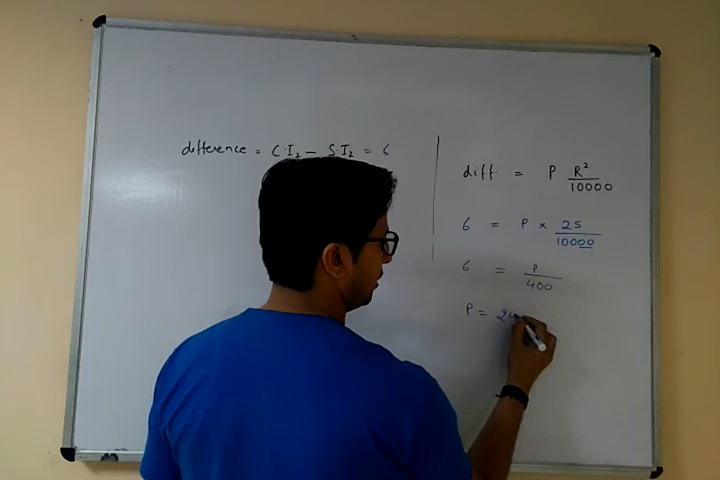 difference = C.I2 - S.I2 = 6
diff. = P R²/10000
6 = P × 25/10000
6 = P/400
P = 24